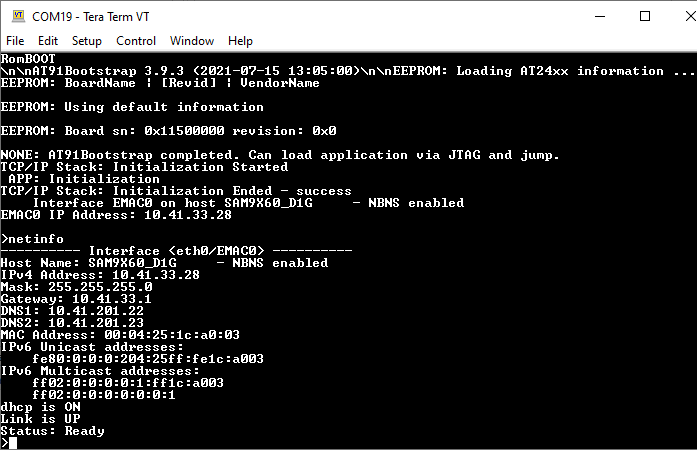 COM19 - Tera Term VT
File Edit Setup Control Window Help
RomBOOT
\n\nAT91Bootstrap 3.9.3 (2021-07-15 13:05:00)\n\nEEPROM: Loading AT24xx information ...
EEPROM: BoardName | [Revid] | VendorName
EEPROM: Using default information
EEPROM: Board sn: 0x11500000 revision: 0x0
NONE: AT91Bootstrap completed. Can load application via JTAG and jump.
TCP/IP Stack: Initialization Started
APP: Initialization
TCP/IP Stack: Initialization Ended - success
Interface EMAC0 on host SAM9X60_D1G - NBNS enabled
EMAC0 IP Address: 10.41.33.28
>netinfo
---------- Interface <eth0/EMAC0> ----------
Host Name: SAM9X60_D1G - NBNS enabled
IPv4 Address: 10.41.33.28
Mask: 255.255.255.0
Gateway: 10.41.33.1
DNS1: 10.41.201.22
DNS2: 10.41.201.23
MAC Address: 00:04:25:1c:a0:03
IPv6 Unicast addresses:
fe80:0:0:0:204:25ff:fe1c:a003
IPv6 Multicast addresses:
ff02:0:0:0:0:1:ff1c:a003
ff02:0:0:0:0:0:0:1
dhcp is ON
Link is UP
Status: Ready
>